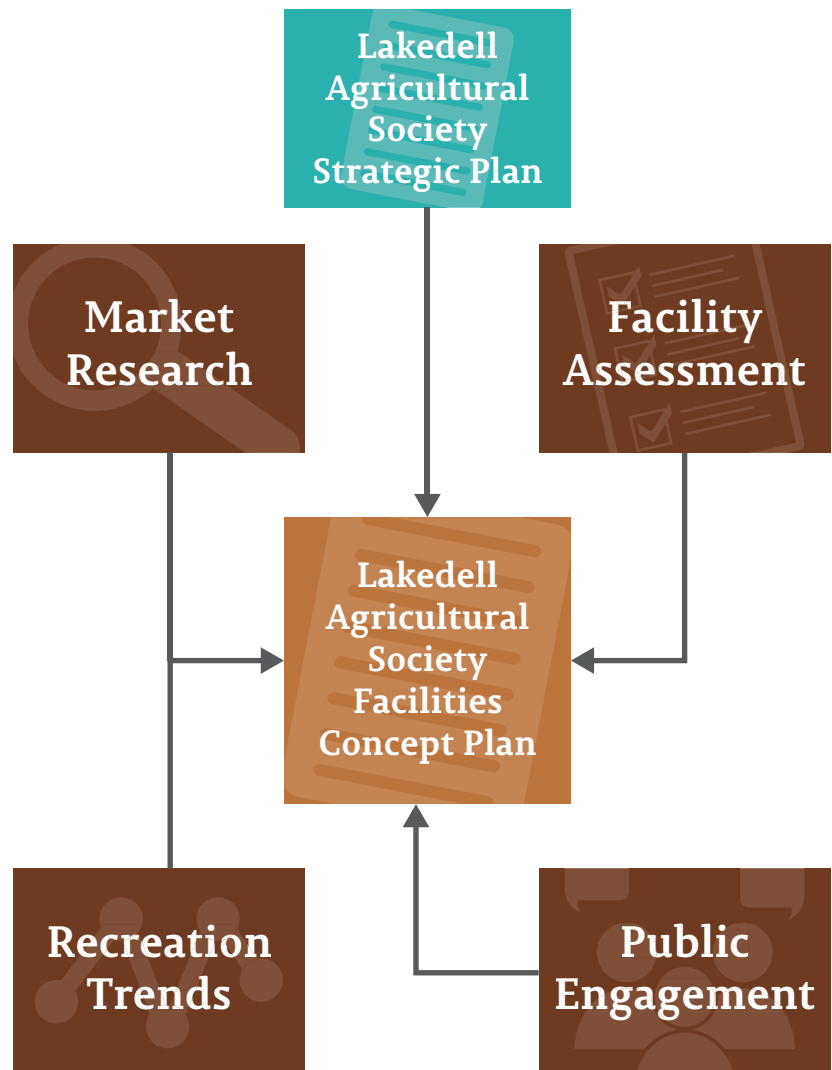 Lakedell
Agricultural
Society
Strategic Plan
Market
Research
Facility
Assessment
Lakedell
Agricultural
Society
Facilities
Concept Plan
Recreation
Trends
Public
Engagement